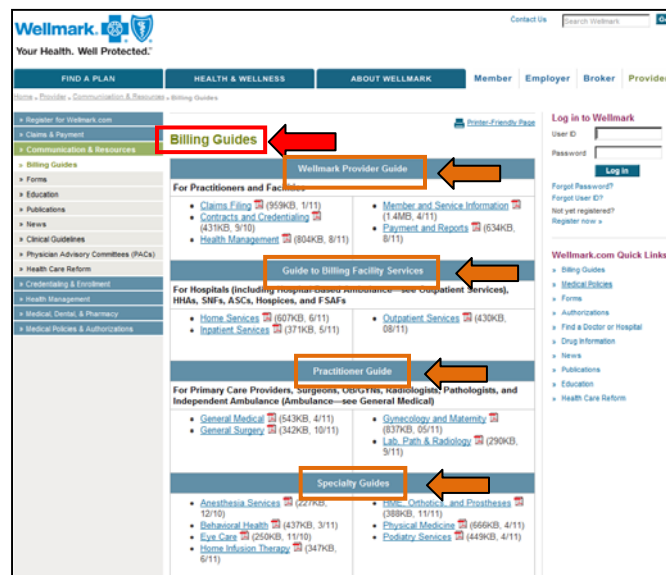 Wellmark.
Your Health. Well Protected.™
Contact Us
Search Wellmark
FIND A PLAN HEALTH & WELLNESS ABOUT WELLMARK Member Employer Broker Provider
Home » Provider » Communication & Resources » Billing Guides
» Register for Wellmark.com
» Claims & Payment
» Communication & Resources
» Billing Guides
» Forms
» Education
» Publications
» News
» Clinical Guidelines
» Physician Advisory Committees (PACs)
» Health Care Reform
» Credentialing & Enrollment
» Health Management
» Medical, Dental, & Pharmacy
» Medical Policies & Authorizations
Printer-Friendly Page
Billing Guides
Wellmark Provider Guide
For Practitioners and Facilities
• Claims Filing (959KB, 1/11)
• Contracts and Credentialing
(431KB, 9/10)
• Health Management (804KB, 8/11)
• Member and Service Information
(1.4MB, 4/11)
• Payment and Reports (634KB,
8/11)
Guide to Billing Facility Services
For Hospitals (including Hospital Based Ambulance—see Outpatient Services),
HHAs, SNFs, ASCs, Hospices, and FSAFs
• Home Services (607KB, 6/11)
• Inpatient Services (371KB, 5/11)
• Outpatient Services (430KB,
08/11)
Practitioner Guide
For Primary Care Providers, Surgeons, OB/GYNs, Radiologists, Pathologists, and
Independent Ambulance (Ambulance—see General Medical)
• General Medical (543KB, 4/11)
• General Surgery (342KB, 10/11)
• Gynecology and Maternity
(837KB, 05/11)
• Lab, Path & Radiology (290KB,
9/11)
Specialty Guides
• Anesthesia Services (227KB,
12/10)
• Behavioral Health (437KB, 3/11)
• Eye Care (250KB, 11/10)
• Home Infusion Therapy (347KB,
6/11)
• HME, Orthotics, and Prostheses
(388KB, 11/11)
• Physical Medicine (666KB, 4/11)
• Podiatry Services (449KB, 4/11)
Log in to Wellmark
User ID
Password
Log in
Forgot Password?
Forgot User ID?
Not yet registered?
Register now »
Wellmark.com Quick Links
» Billing Guides
» Medical Policies
» Forms
» Authorizations
» Find a Doctor or Hospital
» Drug Information
» News
» Publications
» Education
» Health Care Reform